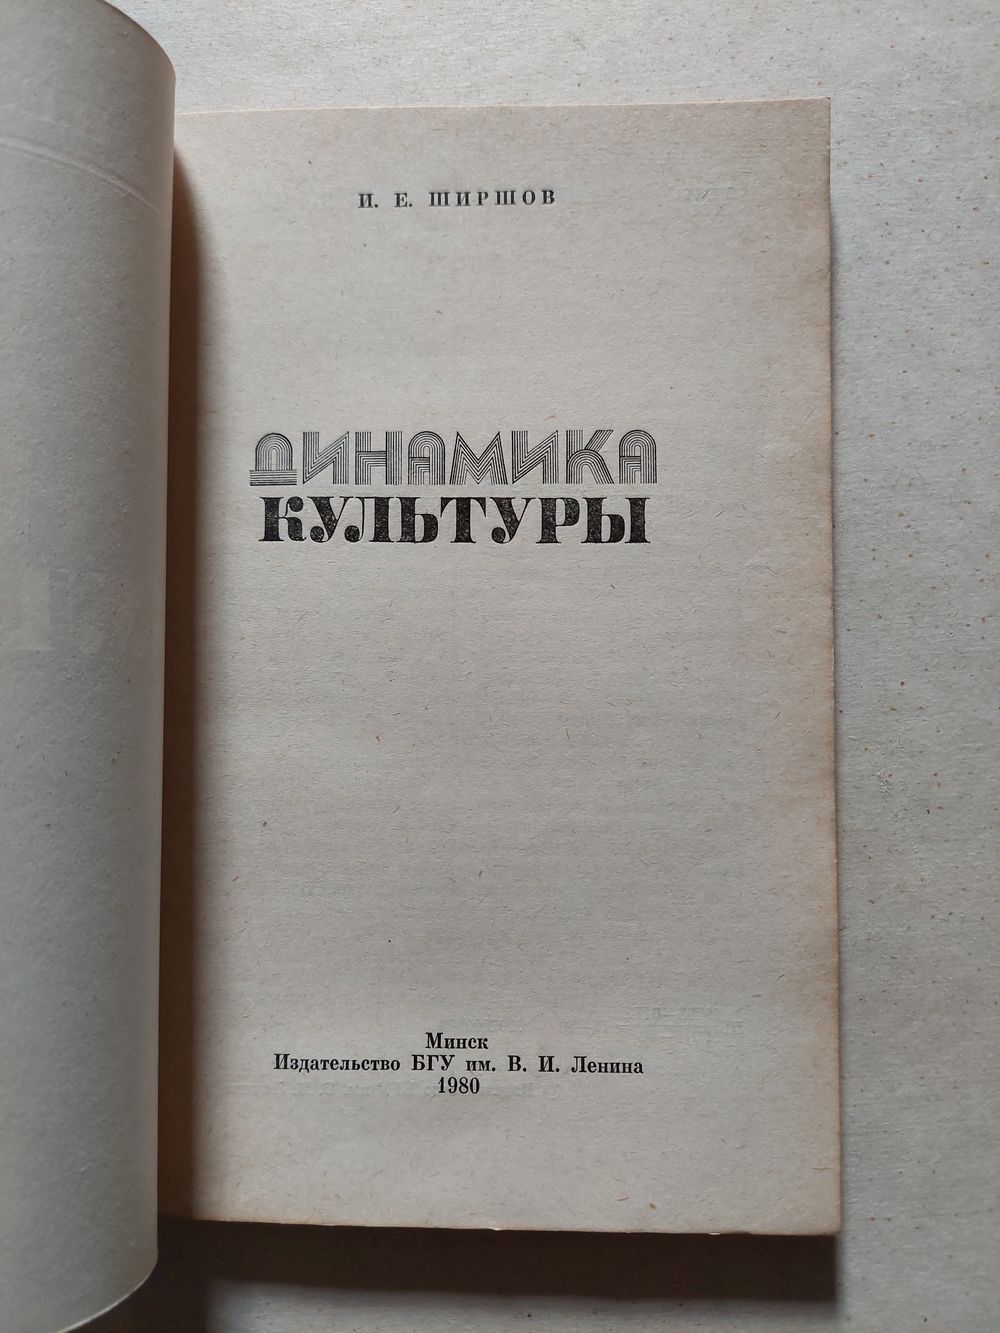 И. Е. ШИРШОВ
ДИНАМИКА
КУЛЬТУРЫ
Минск
Издательство БГУ им. В. И. Ленина
1980